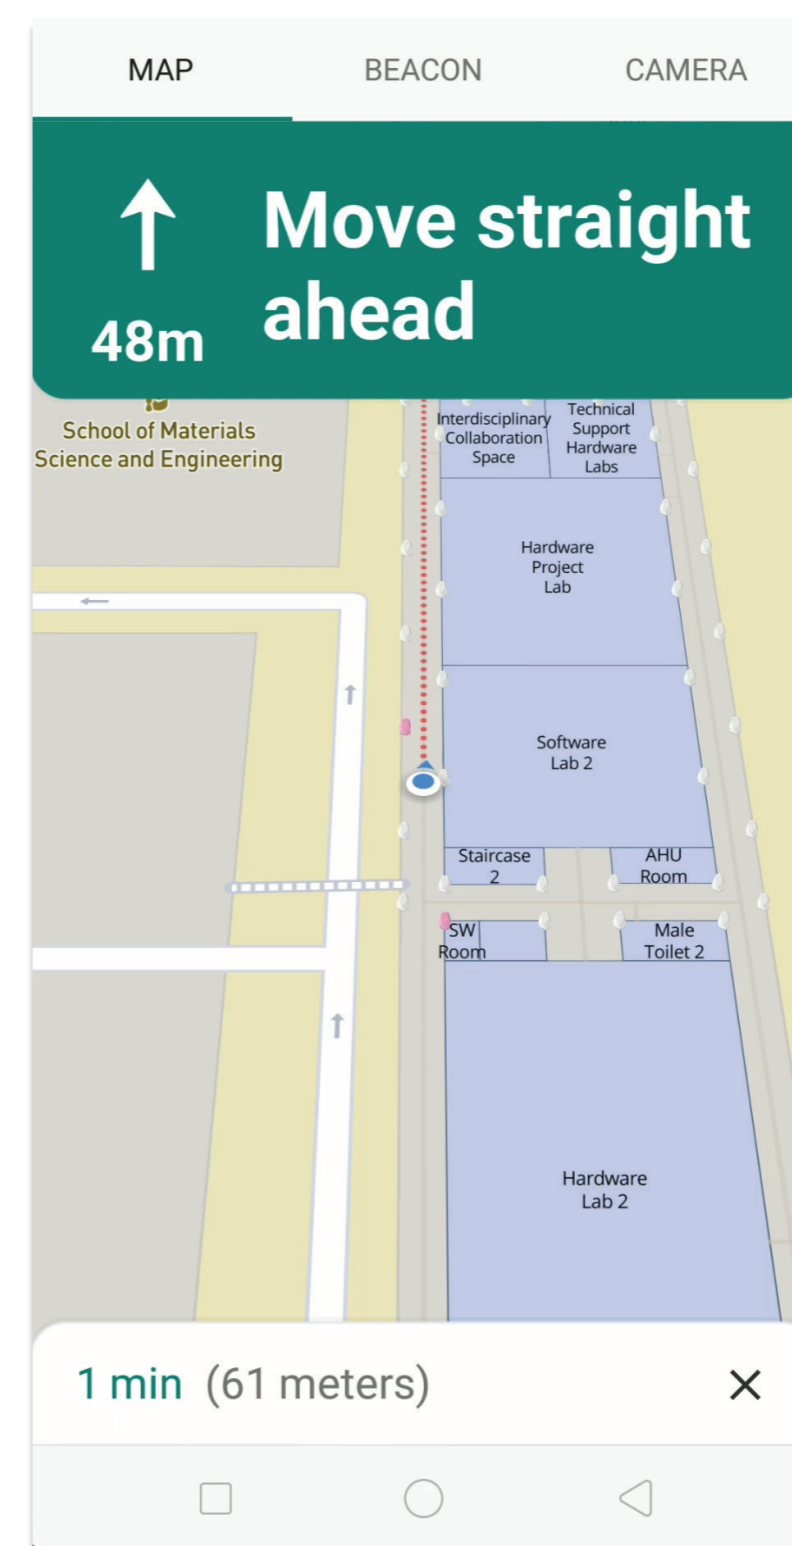 MAP
BEACON
CAMERA
Move straight
ahead
48m
School of Materials
Science and Engineering
Interdisciplinary
Collaboration
Space
Technical
Support
Hardware
Labs
Hardware
Project
Lab
Software
Lab 2
Staircase
2
AHU
Room
SW
Room
Male
Toilet 2
Hardware
Lab 2
1 min (61 meters)